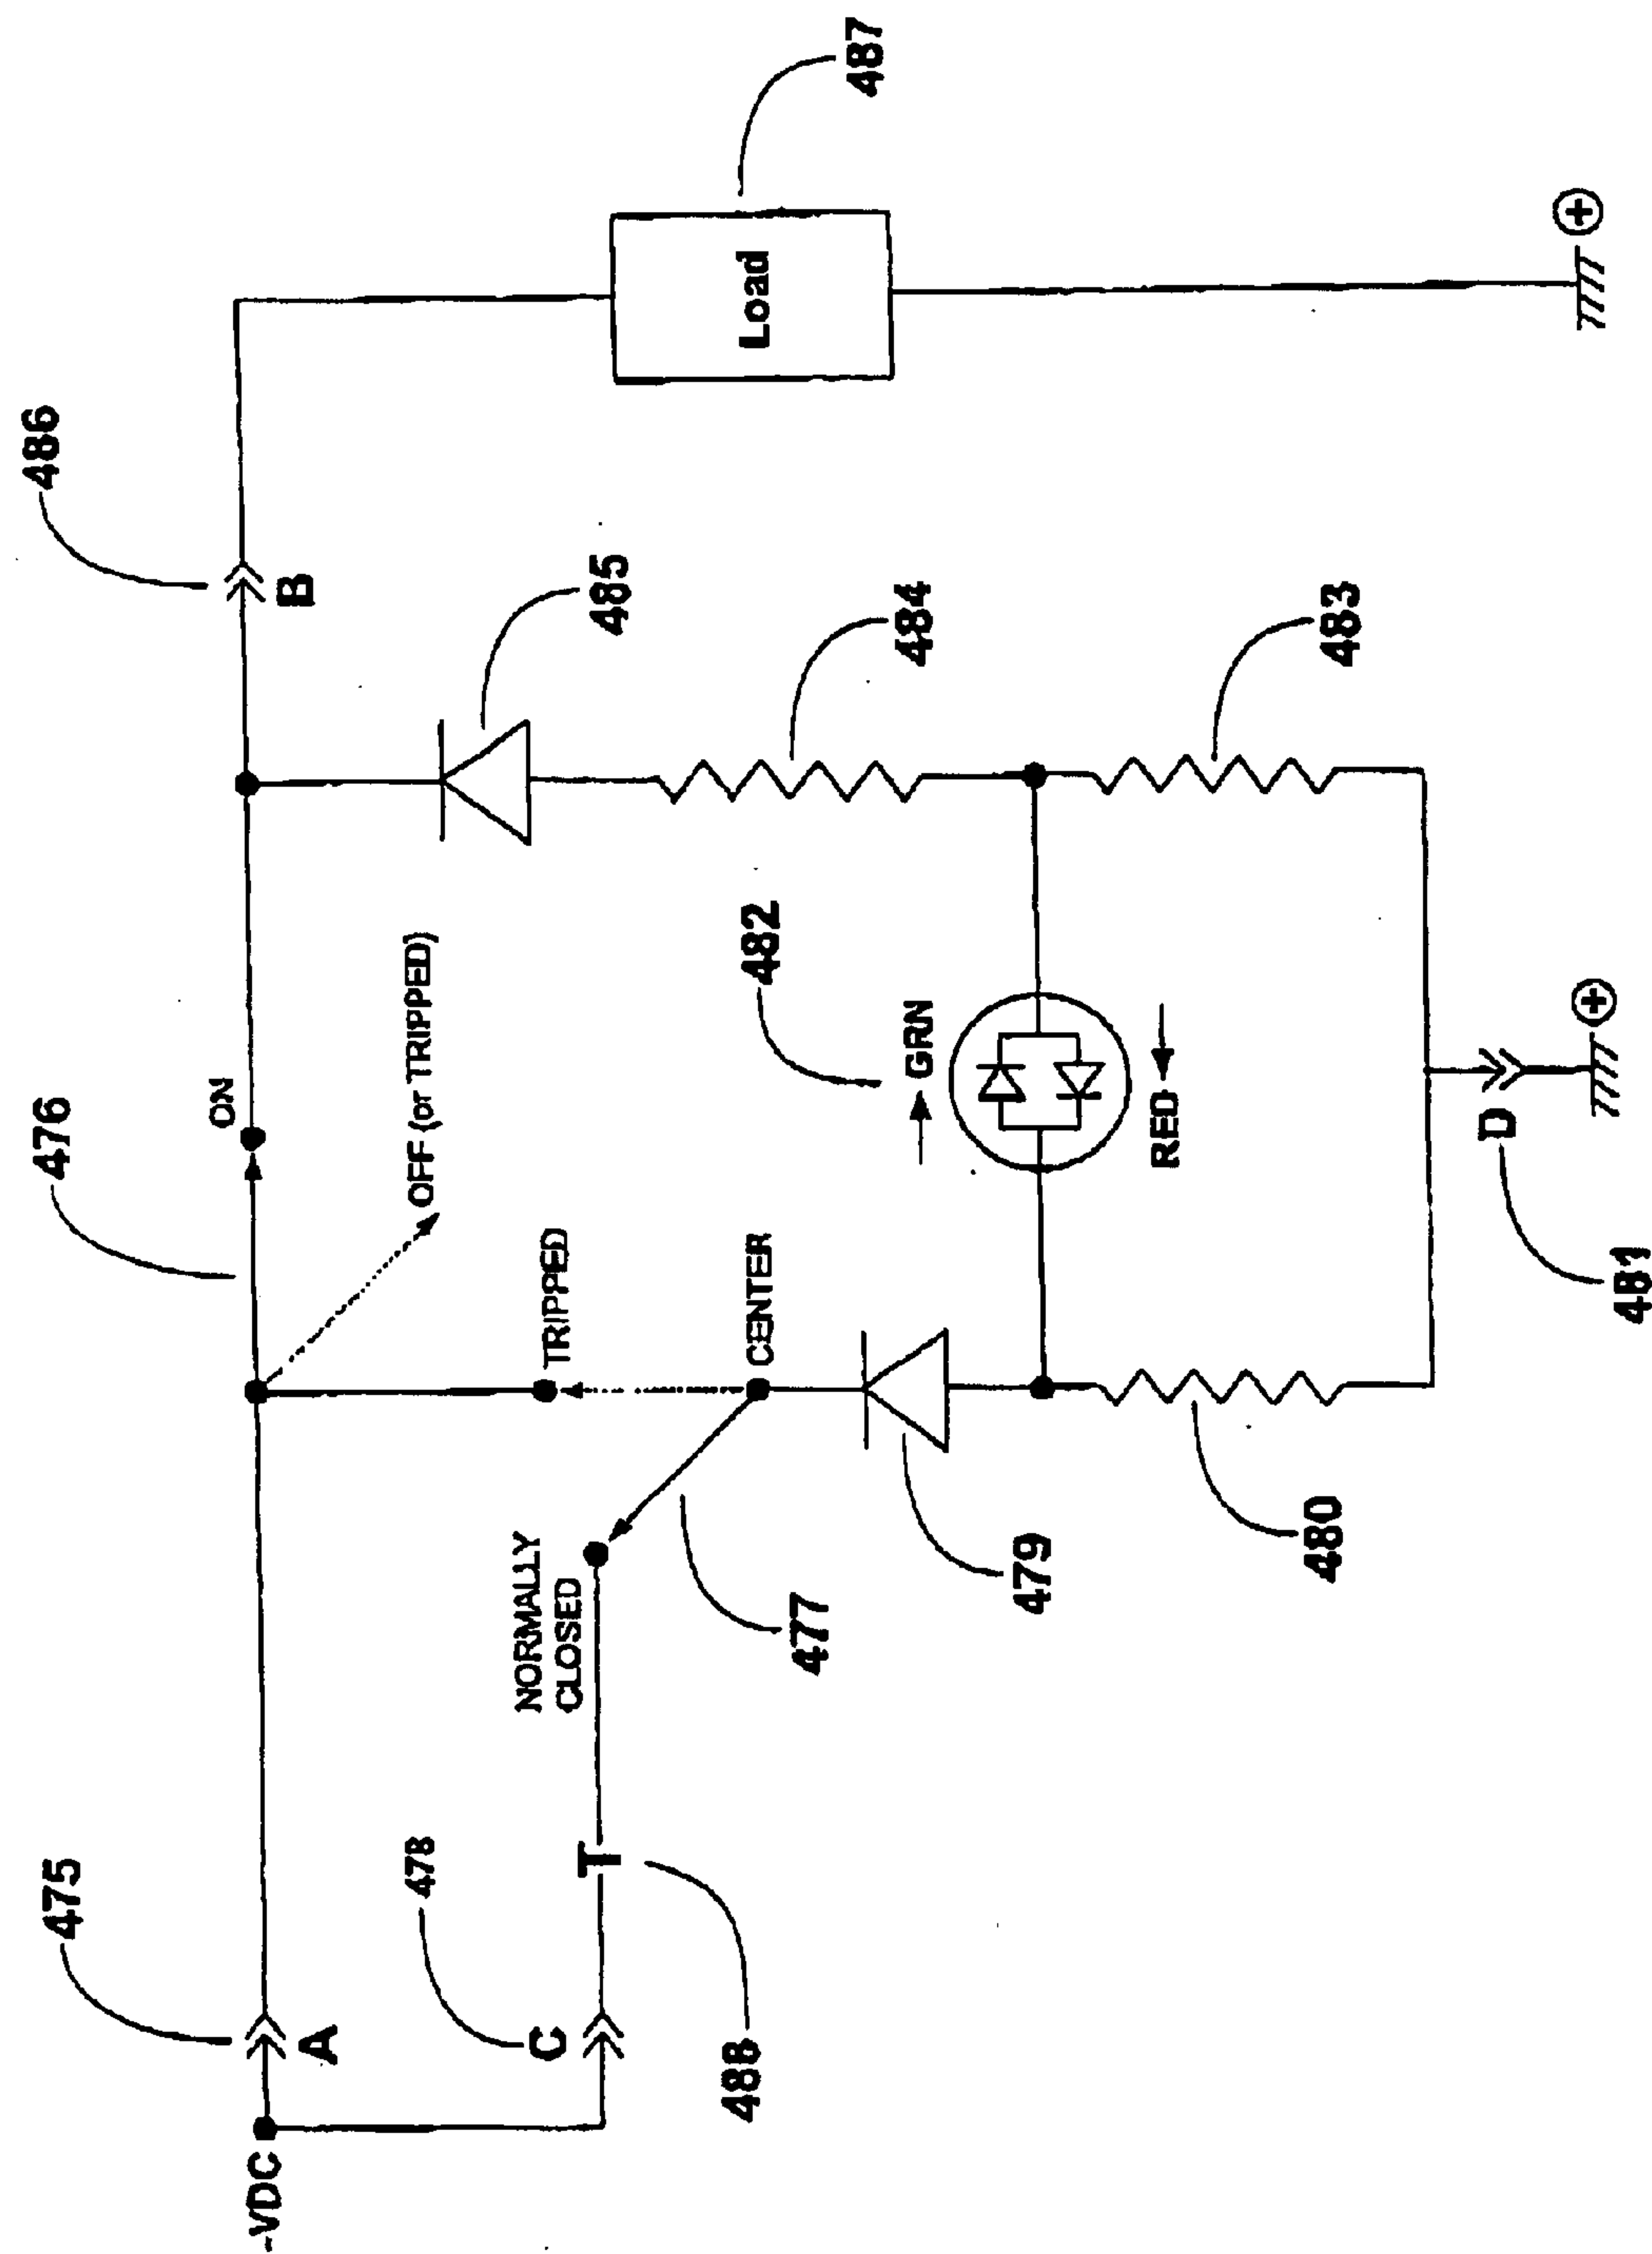 -VDC
475
A
478
C
T
488
NORMALLY
CLOSED
477
479
480
476
ON
OFF (or TRIPPED)
TRIPPED
CENTER
482
GRN
RED
D
481
486
B
485
484
483
Load
487
+
+